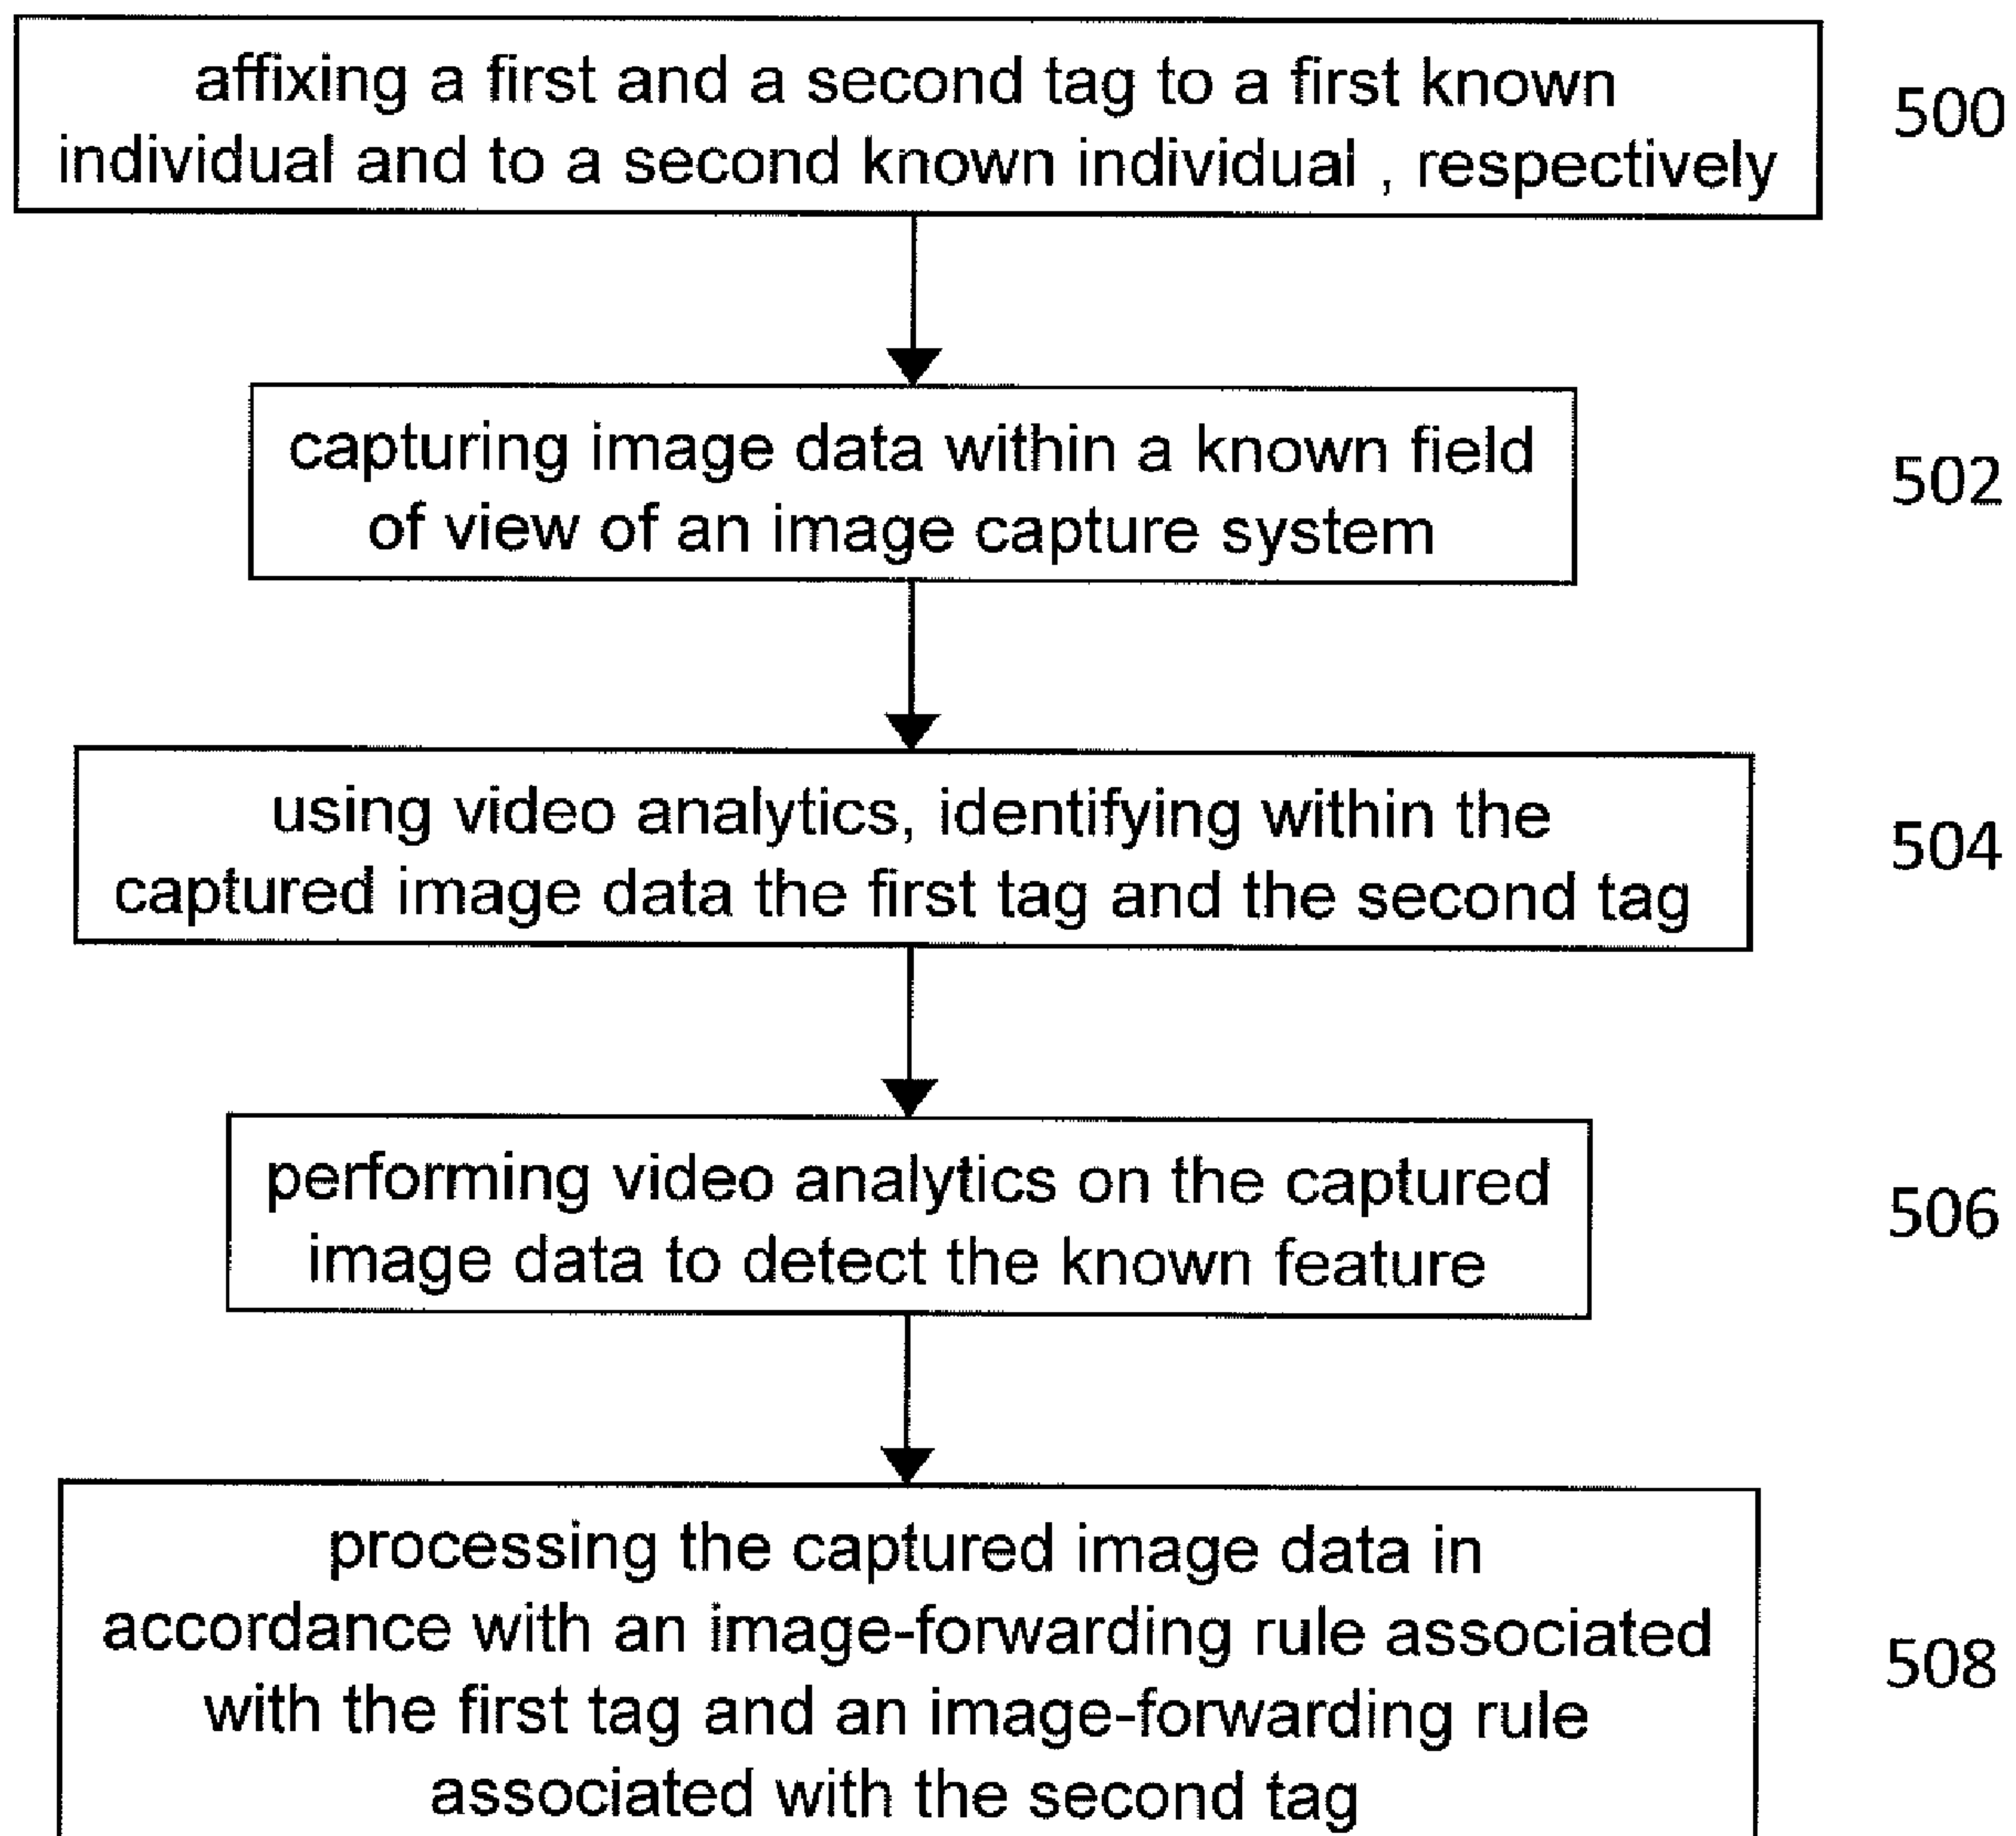 affixing a first and a second tag to a first known
individual and to a second known individual , respectively
500
capturing image data within a known field
of view of an image capture system
502
using video analytics, identifying within the
captured image data the first tag and the second tag
504
performing video analytics on the captured
image data to detect the known feature
506
processing the captured image data in
accordance with an image-forwarding rule associated
with the first tag and an image-forwarding rule
associated with the second tag
508